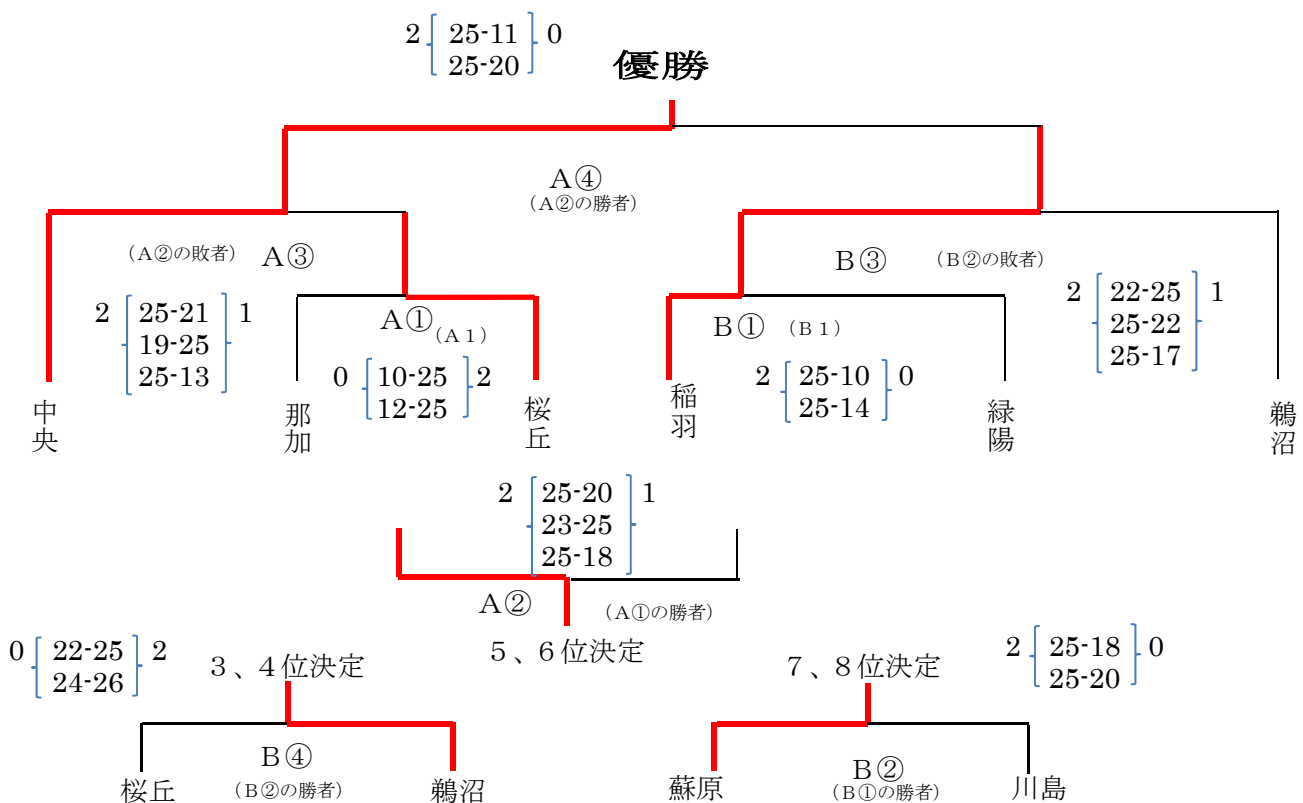 2 25-11 0
25-20
優勝
A④
(A②の勝者)
(A②の敗者) A③
B③ (B②の敗者)
2 25-21 1
19-25
25-13
A① (A1)
0 10-25 2
12-25
B① (B1)
2 25-10 0
25-14
2 22-25 1
25-22
25-17
中央
那加
桜丘
稲羽
緑陽
鵜沼
2 25-20 1
23-25
25-18
A② (A①の勝者)
5、6位決定
0 22-25 2
24-26
3、4位決定
7、8位決定
2 25-18 0
25-20
桜丘
B④
(B②の勝者)
鵜沼
蘇原
B②
(B①の勝者)
川島